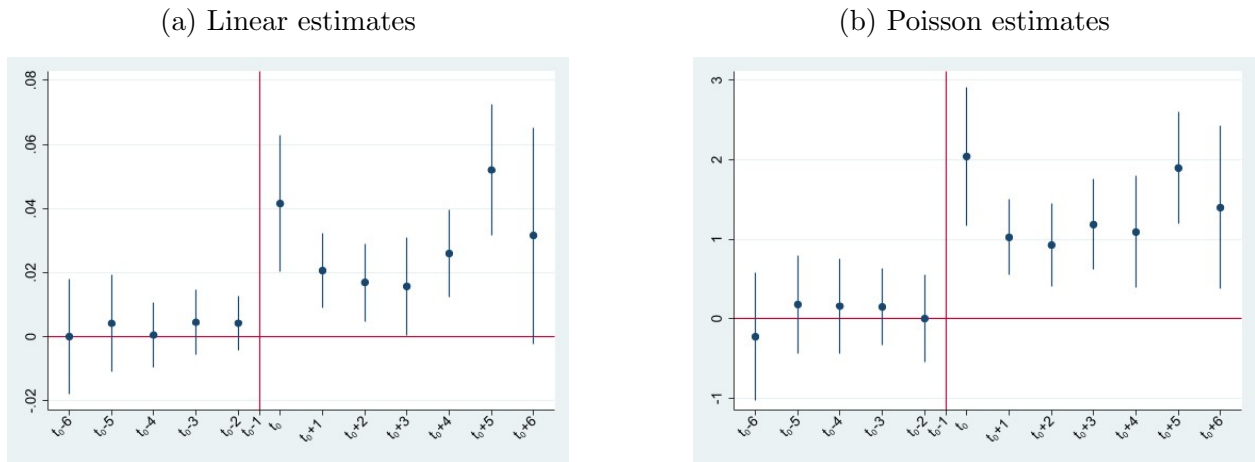 (a) Linear estimates
(b) Poisson estimates
.08
.06
.04
.02
0
-.02
t₀-6 t₀-5 t₀-4 t₀-3 t₀-2 t₀-1 t₀ t₀+1 t₀+2 t₀+3 t₀+4 t₀+5 t₀+6
3
2
1
0
-1
t₀-6 t₀-5 t₀-4 t₀-3 t₀-2 t₀-1 t₀ t₀+1 t₀+2 t₀+3 t₀+4 t₀+5 t₀+6